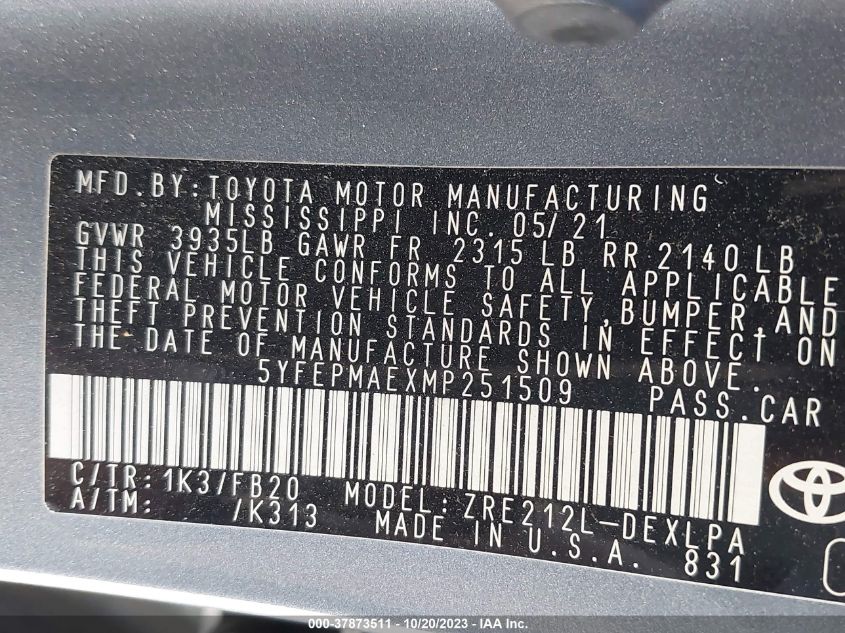 MFD.BY:TOYOTA MOTOR MANUFACTURING
MISSISSIPPI INC. 05/21
GVWR 3935LB GAWR FR 2315LB RR 2140LB
THIS VEHICLE CONFORMS TO ALL APPLICABLE
FEDERAL MOTOR VEHICLE SAFETY,BUMPER,AND
THEFT PREVENTION STANDARDS IN EFFECT ON
THE DATE OF MANUFACTURE SHOWN ABOVE.
5YFEPMAEXMP251509 PASS.CAR
C/TR:1K3/FB20 MODEL:ZRE212L-DEXLPA
A/TM: /K313 MADE IN U.S.A. 831
000-37873511 - 10/20/2023 - IAA Inc.